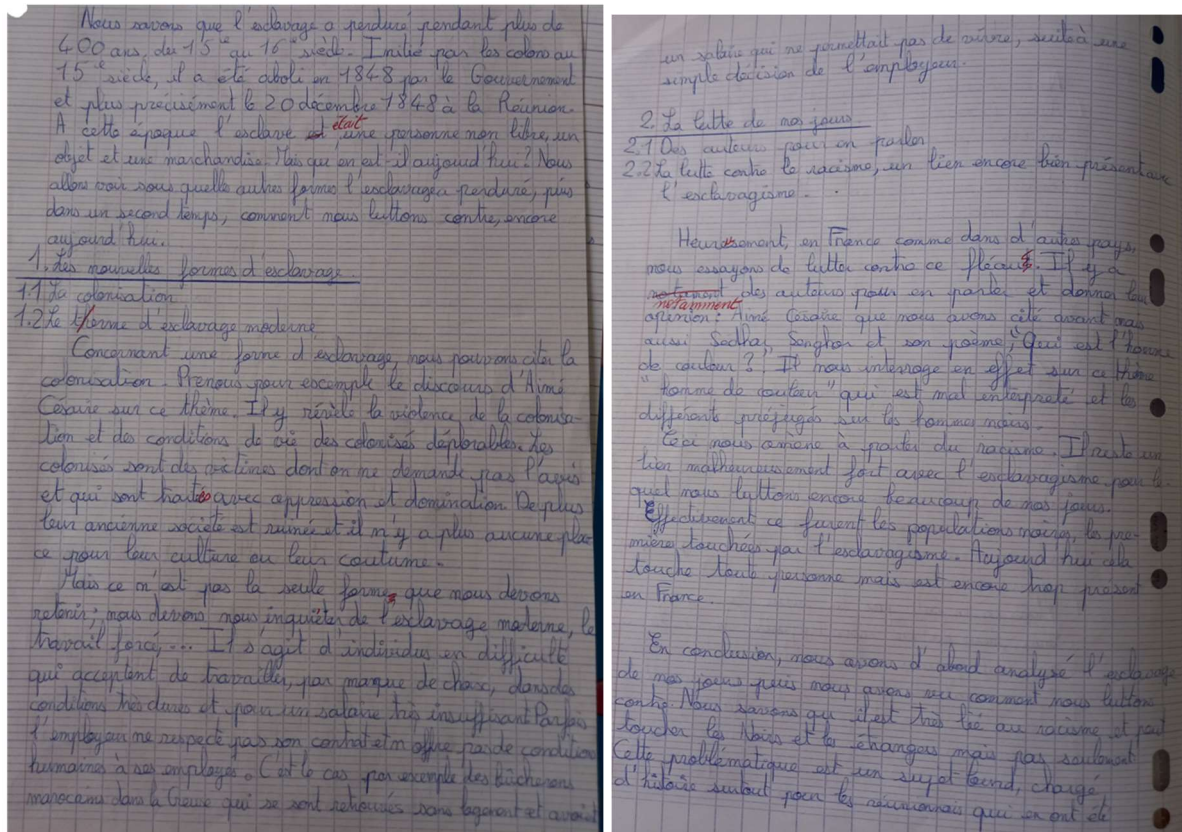 Nous savons que l'esclavage a perduré pendant plus de
400 ans, du 15e au 16e siècle. Initié par les colons au
15e siècle, il a été aboli en 1848 par le Gouvernement
et plus précisément le 20 décembre 1848 à la Réunion.
A cette époque l'esclave était une personne non libre, un
objet et une marchandise. Mais qu'en est-il aujourd'hui? Nous
allons voir sous quelle autres formes l'esclavage a perduré, puis
dans un second temps, comment nous luttons contre, encore
aujourd'hui.
1. Les nouvelles formes d'esclavage
1.1 La colonisation
1.2 Le terme d'esclavage moderne
Concernant une forme d'esclavage, nous pouvons citer la
colonisation. Prenons pour exemple le discours d'Aimé
Césaire sur ce thème. Il y révèle la violence de la colonisa-
tion et des conditions de vie des colonisés déplorables. Les
colonisés sont des victimes dont on ne demande pas l'avis
et qui sont traités avec oppression et domination. De plus
leur ancienne société est ruinée et il n'y a plus aucune pla-
ce pour leur culture ou leur coutume.
Mais ce n'est pas la seule forme que nous devons
retenir; nous devons nous inquiéter de l'esclavage moderne, le
travail forcé,... Il s'agit d'individus en difficulté
qui acceptent de travailler, par manque de choix, dans des
conditions très dures et pour un salaire très insuffisant. Parfois
l'employeur ne respecte pas son contrat et n'offre pas de condition
humaines à ses employés. C'est le cas par exemple des bûcherons
marocains dans la Creuse qui se sont retrouvés sans logement et avaient
un salaire qui ne permettait pas de vivre, suite à une
simple décision de l'employeur.
2. La lutte de nos jours
2.1 Des auteurs pour en parler
2.2 La lutte contre le racisme, un lien encore bien présent avec
l'esclavagisme.
Heureusement, en France comme dans d'autres pays,
nous essayons de lutter contre ce fléau. Il y a
notamment des auteurs pour en parler et donner leur
: Aimé Césaire que nous avons cité avant mais
aussi Sedhar Senghor et son poème, "Qui est l'homme
de couleur?". Il nous interroge en effet sur ce thème
"homme de couleur" qui est mal interprété et les
différents préjugés sur les hommes noirs.
Ceci nous amène à parler du racisme. Il reste un
lien malheureusement fort avec l'esclavagisme pour le-
quel nous luttons encore beaucoup de nos jours.
Effectivement ce furent les populations noires, les pre-
mière touchées par l'esclavagisme. Aujourd'hui cela
touche toute personne mais est encore trop présent
en France.
En conclusion, nous avons d'abord analysé l'esclavage
de nos jours puis nous avons vu comment nous luttons
contre. Nous savons qu'il est très lié au racisme et peut
toucher les Noirs et les étrangers mais pas seulement.
Cette problématique est un sujet lourd, chargé
d'histoire surtout pour les réunionnais qui en ont été